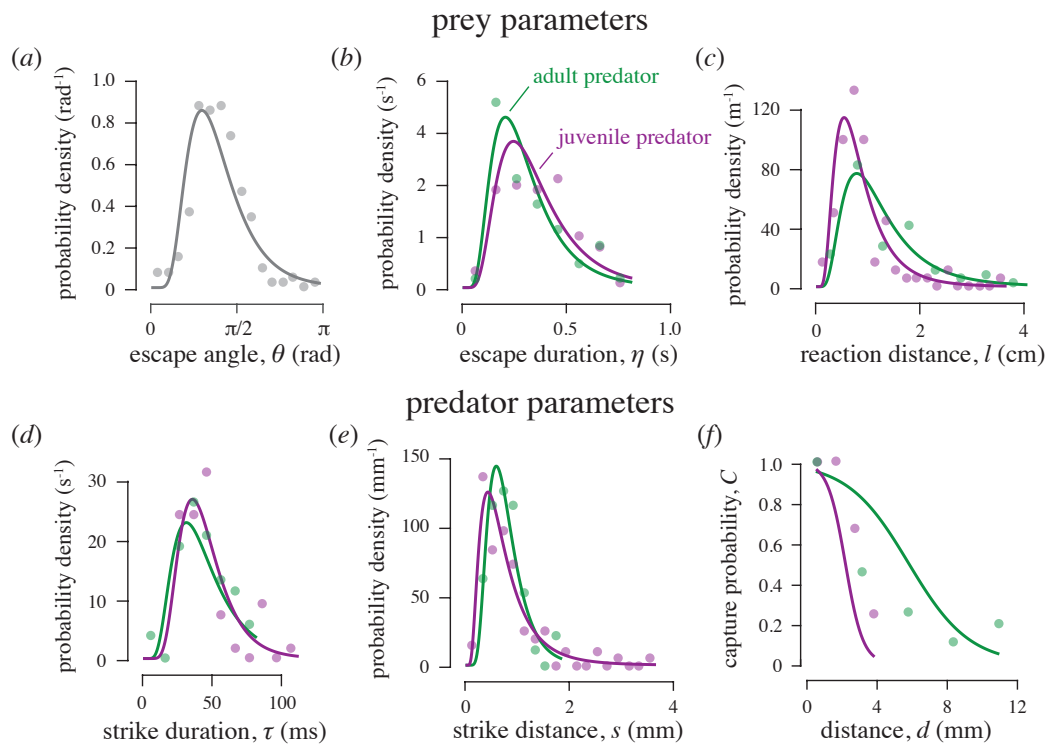 prey parameters
(a)
1.0
0.8
0.6
0.4
0.2
0
probability density (rad⁻¹)
0
π/2
π
escape angle, θ (rad)
(b)
6
4
2
1
0
probability density (s⁻¹)
adult predator
juvenile predator
0
0.5
1.0
escape duration, η (s)
(c)
120
80
40
0
probability density (m⁻¹)
0
2
4
reaction distance, l (cm)
predator parameters
(d)
30
20
10
0
probability density (s⁻¹)
0
50
100
strike duration, τ (ms)
(e)
150
100
50
0
probability density (mm⁻¹)
0
2
4
strike distance, s (mm)
(f)
1.0
0.8
0.6
0.4
0.2
0
capture probability, C
0
4
8
12
distance, d (mm)